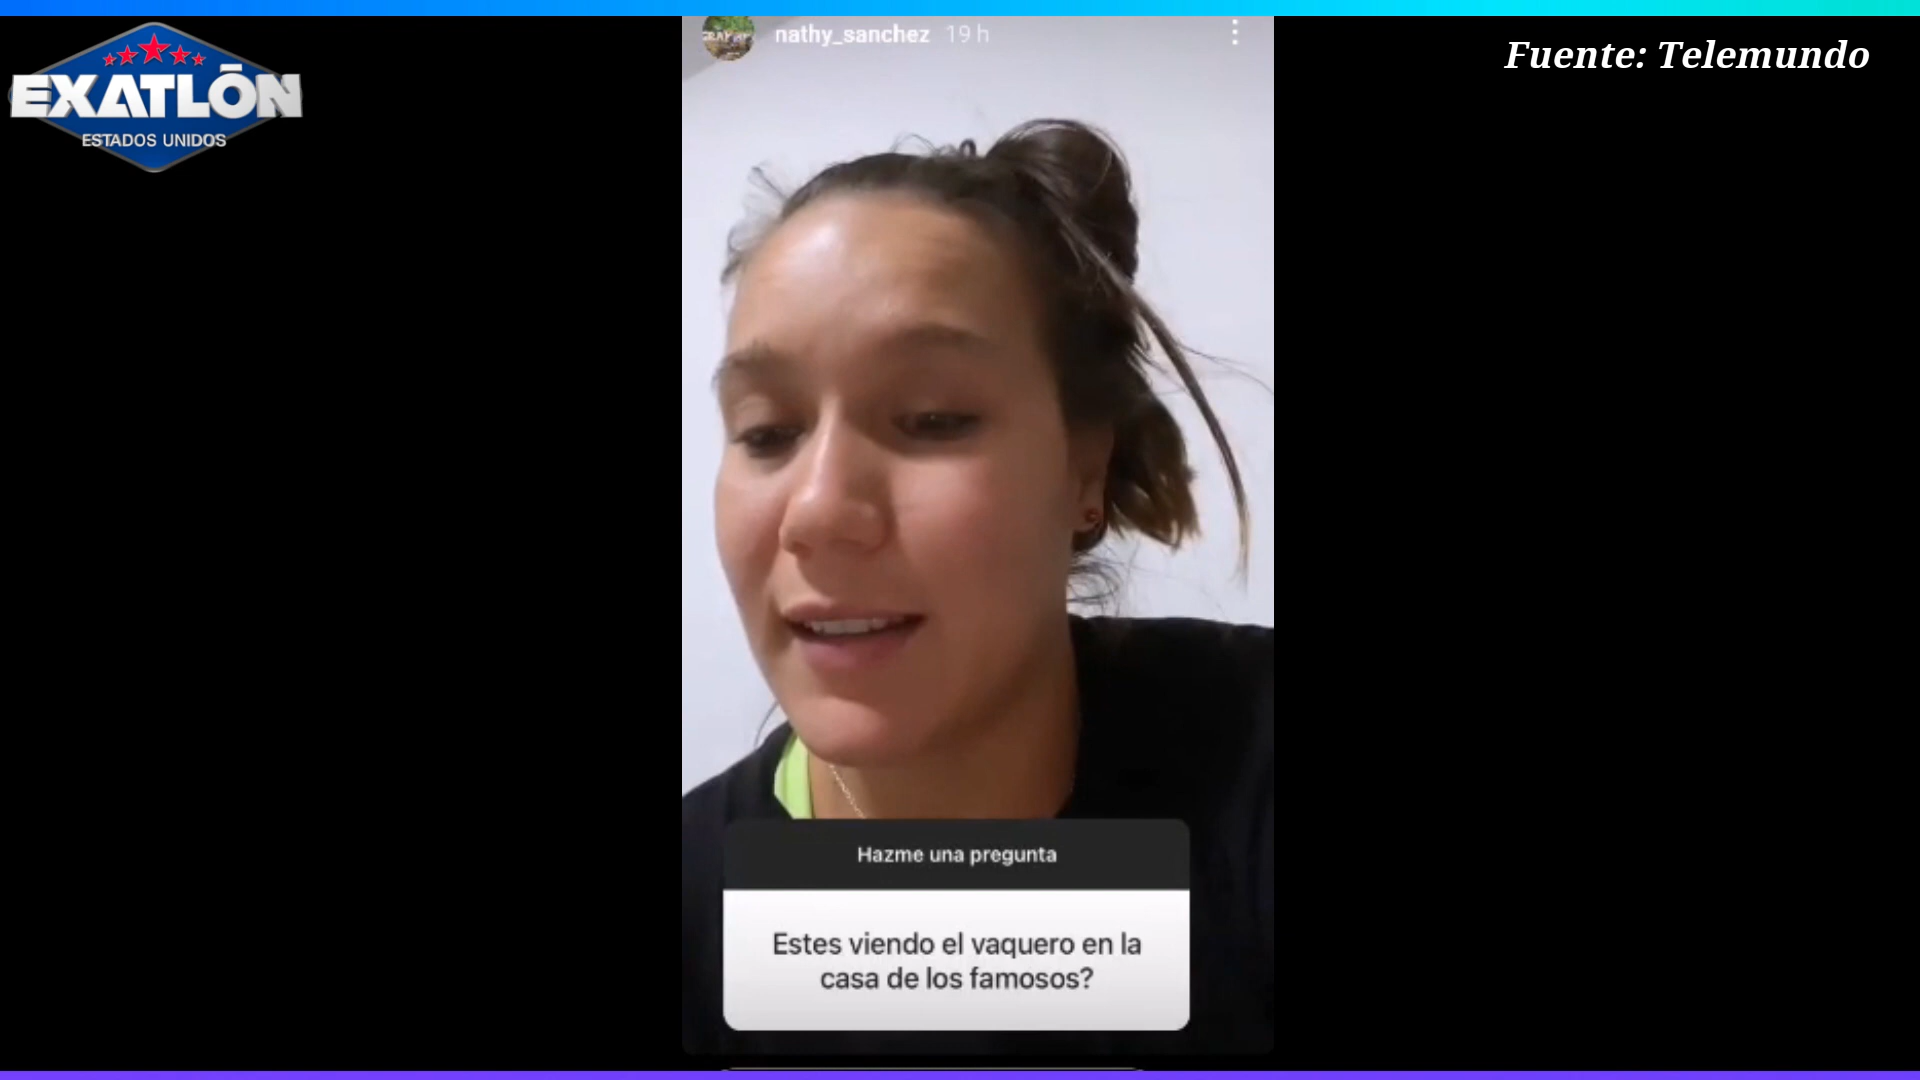 EXATLŌN
ESTADOS UNIDOS
nathy_sanchez 19 h
Fuente: Telemundo
Hazme una pregunta
Estes viendo el vaquero en la
casa de los famosos?